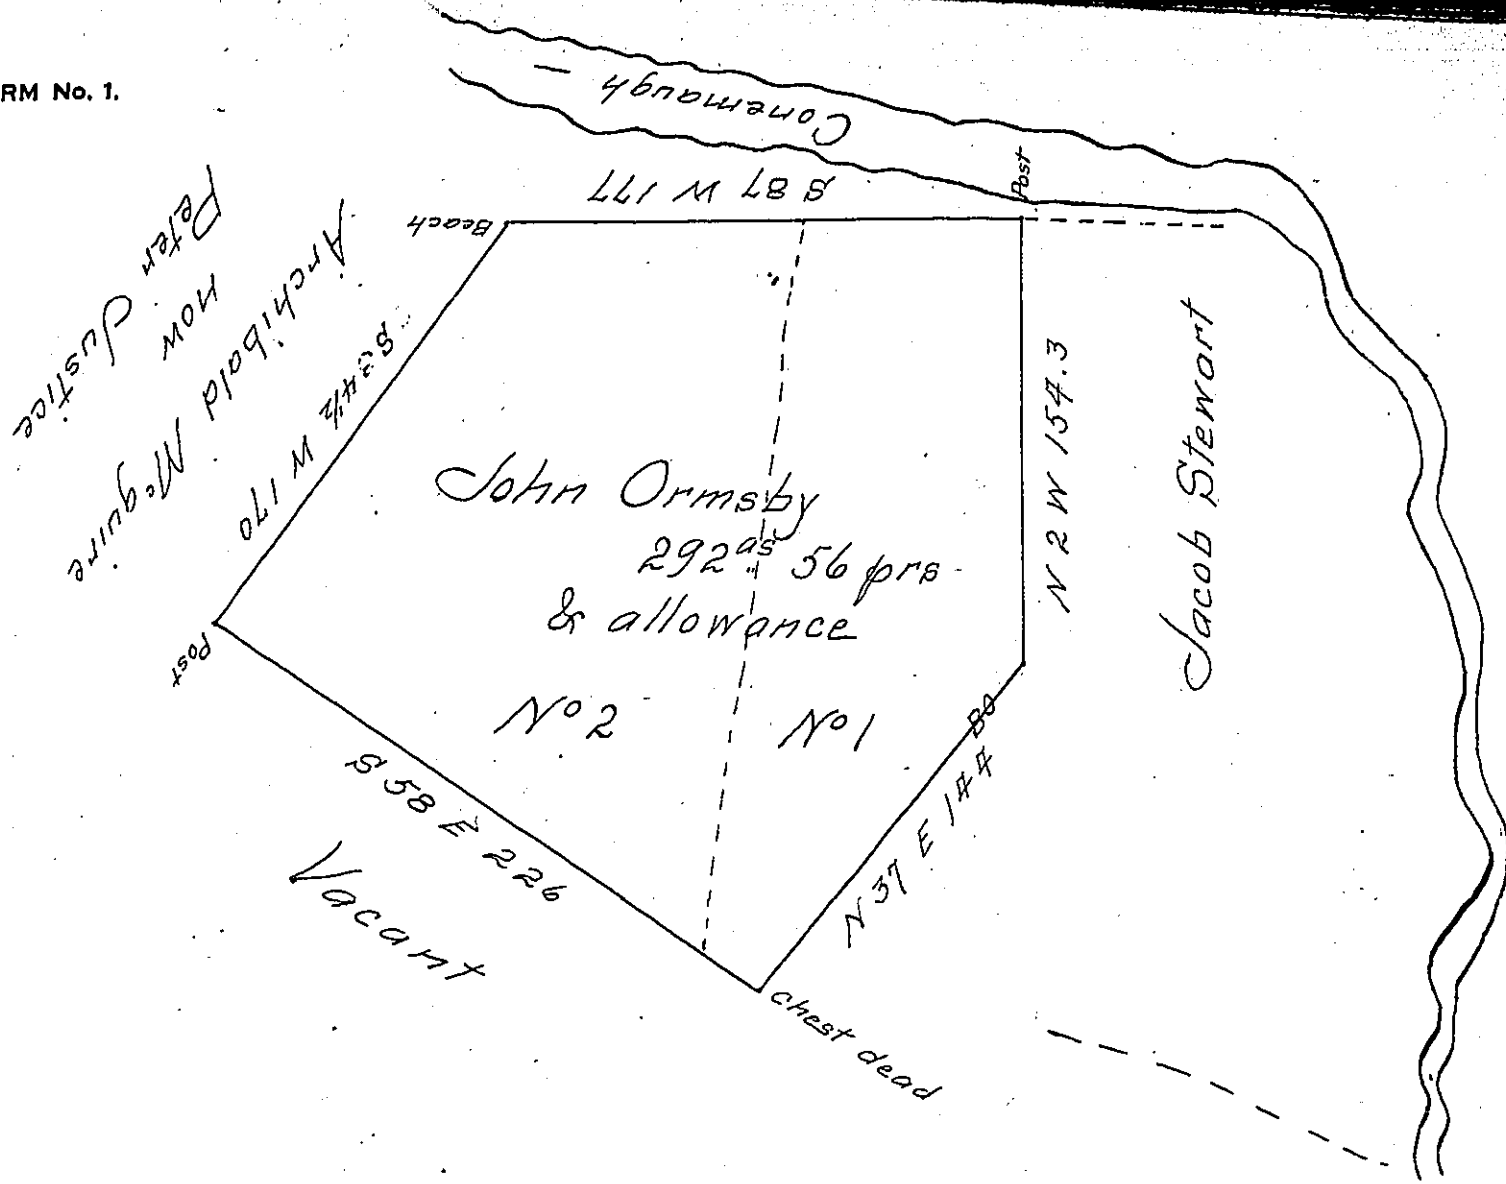 RM No. 1.
Conemaugh
S 87 W 177
Post
Beach
Archibald Mcguire
now
Peter Justice
S 34½ W 170
N 2 W 154.3
Jacob Stewart
John Ormsby
292as 56 prs
& allowance
No 2
No 1
Post
BO
S 58 E 226
N 37 E 144
Vacant
chest dead